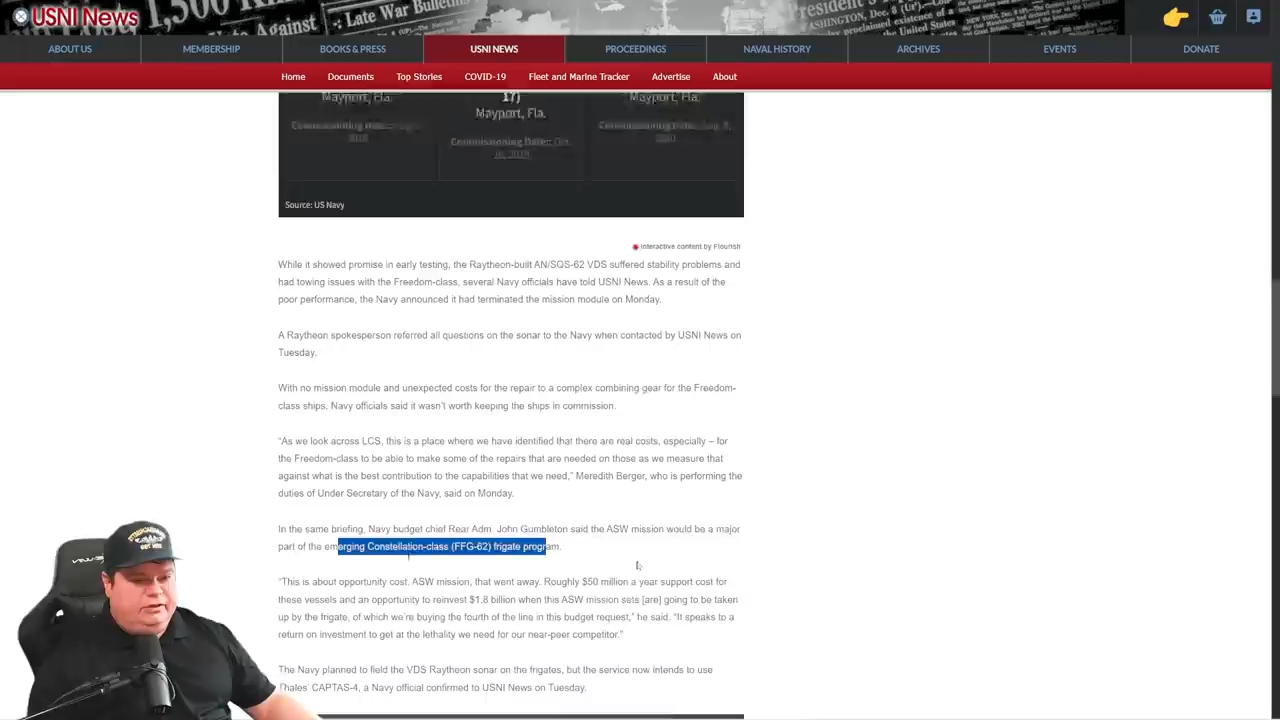 1,500 Knots
Late War Bulletins
President's
USNI News
ABOUT US
MEMBERSHIP
BOOKS & PRESS
USNI NEWS
PROCEEDINGS
NAVAL HISTORY
ARCHIVES
EVENTS
DONATE
Home
Documents
Top Stories
COVID-19
Fleet and Marine Tracker
Advertise
About
Mayport, Fla.
17)
Mayport, Fla.
Mayport, Fla.
Commissioning Date:
Commissioning Date:: Oct.
Commissioning Date::
Source: US Navy
Interactive content by Flourish
While it showed promise in early testing, the Raytheon-built AN/SQS-62 VDS suffered stability problems and
had towing issues with the Freedom-class, several Navy officials have told USNI News. As a result of the
poor performance, the Navy announced it had terminated the mission module on Monday.
A Raytheon spokesperson referred all questions on the sonar to the Navy when contacted by USNI News on
Tuesday.
With no mission module and unexpected costs for the repair to a complex combining gear for the Freedom-
class ships, Navy officials said it wasn't worth keeping the ships in commission.
“As we look across LCS, this is a place where we have identified that there are real costs, especially – for
the Freedom-class to be able to make some of the repairs that are needed on those as we measure that
against what is the best contribution to the capabilities that we need,” Meredith Berger, who is performing the
duties of Under Secretary of the Navy, said on Monday.
In the same briefing, Navy budget chief Rear Adm. John Gumbleton said the ASW mission would be a major
part of the emerging Constellation-class (FFG-62) frigate program.
“This is about opportunity cost. ASW mission, that went away. Roughly $50 million a year support cost for
these vessels and an opportunity to reinvest $1.8 billion when this ASW mission sets [are] going to be taken
up by the frigate, of which we're buying the fourth of the line in this budget request,” he said. “It speaks to a
return on investment to get at the lethality we need for our near-peer competitor.”
The Navy planned to field the VDS Raytheon sonar on the frigates, but the service now intends to use
Thales' CAPTAS-4, a Navy official confirmed to USNI News on Tuesday.